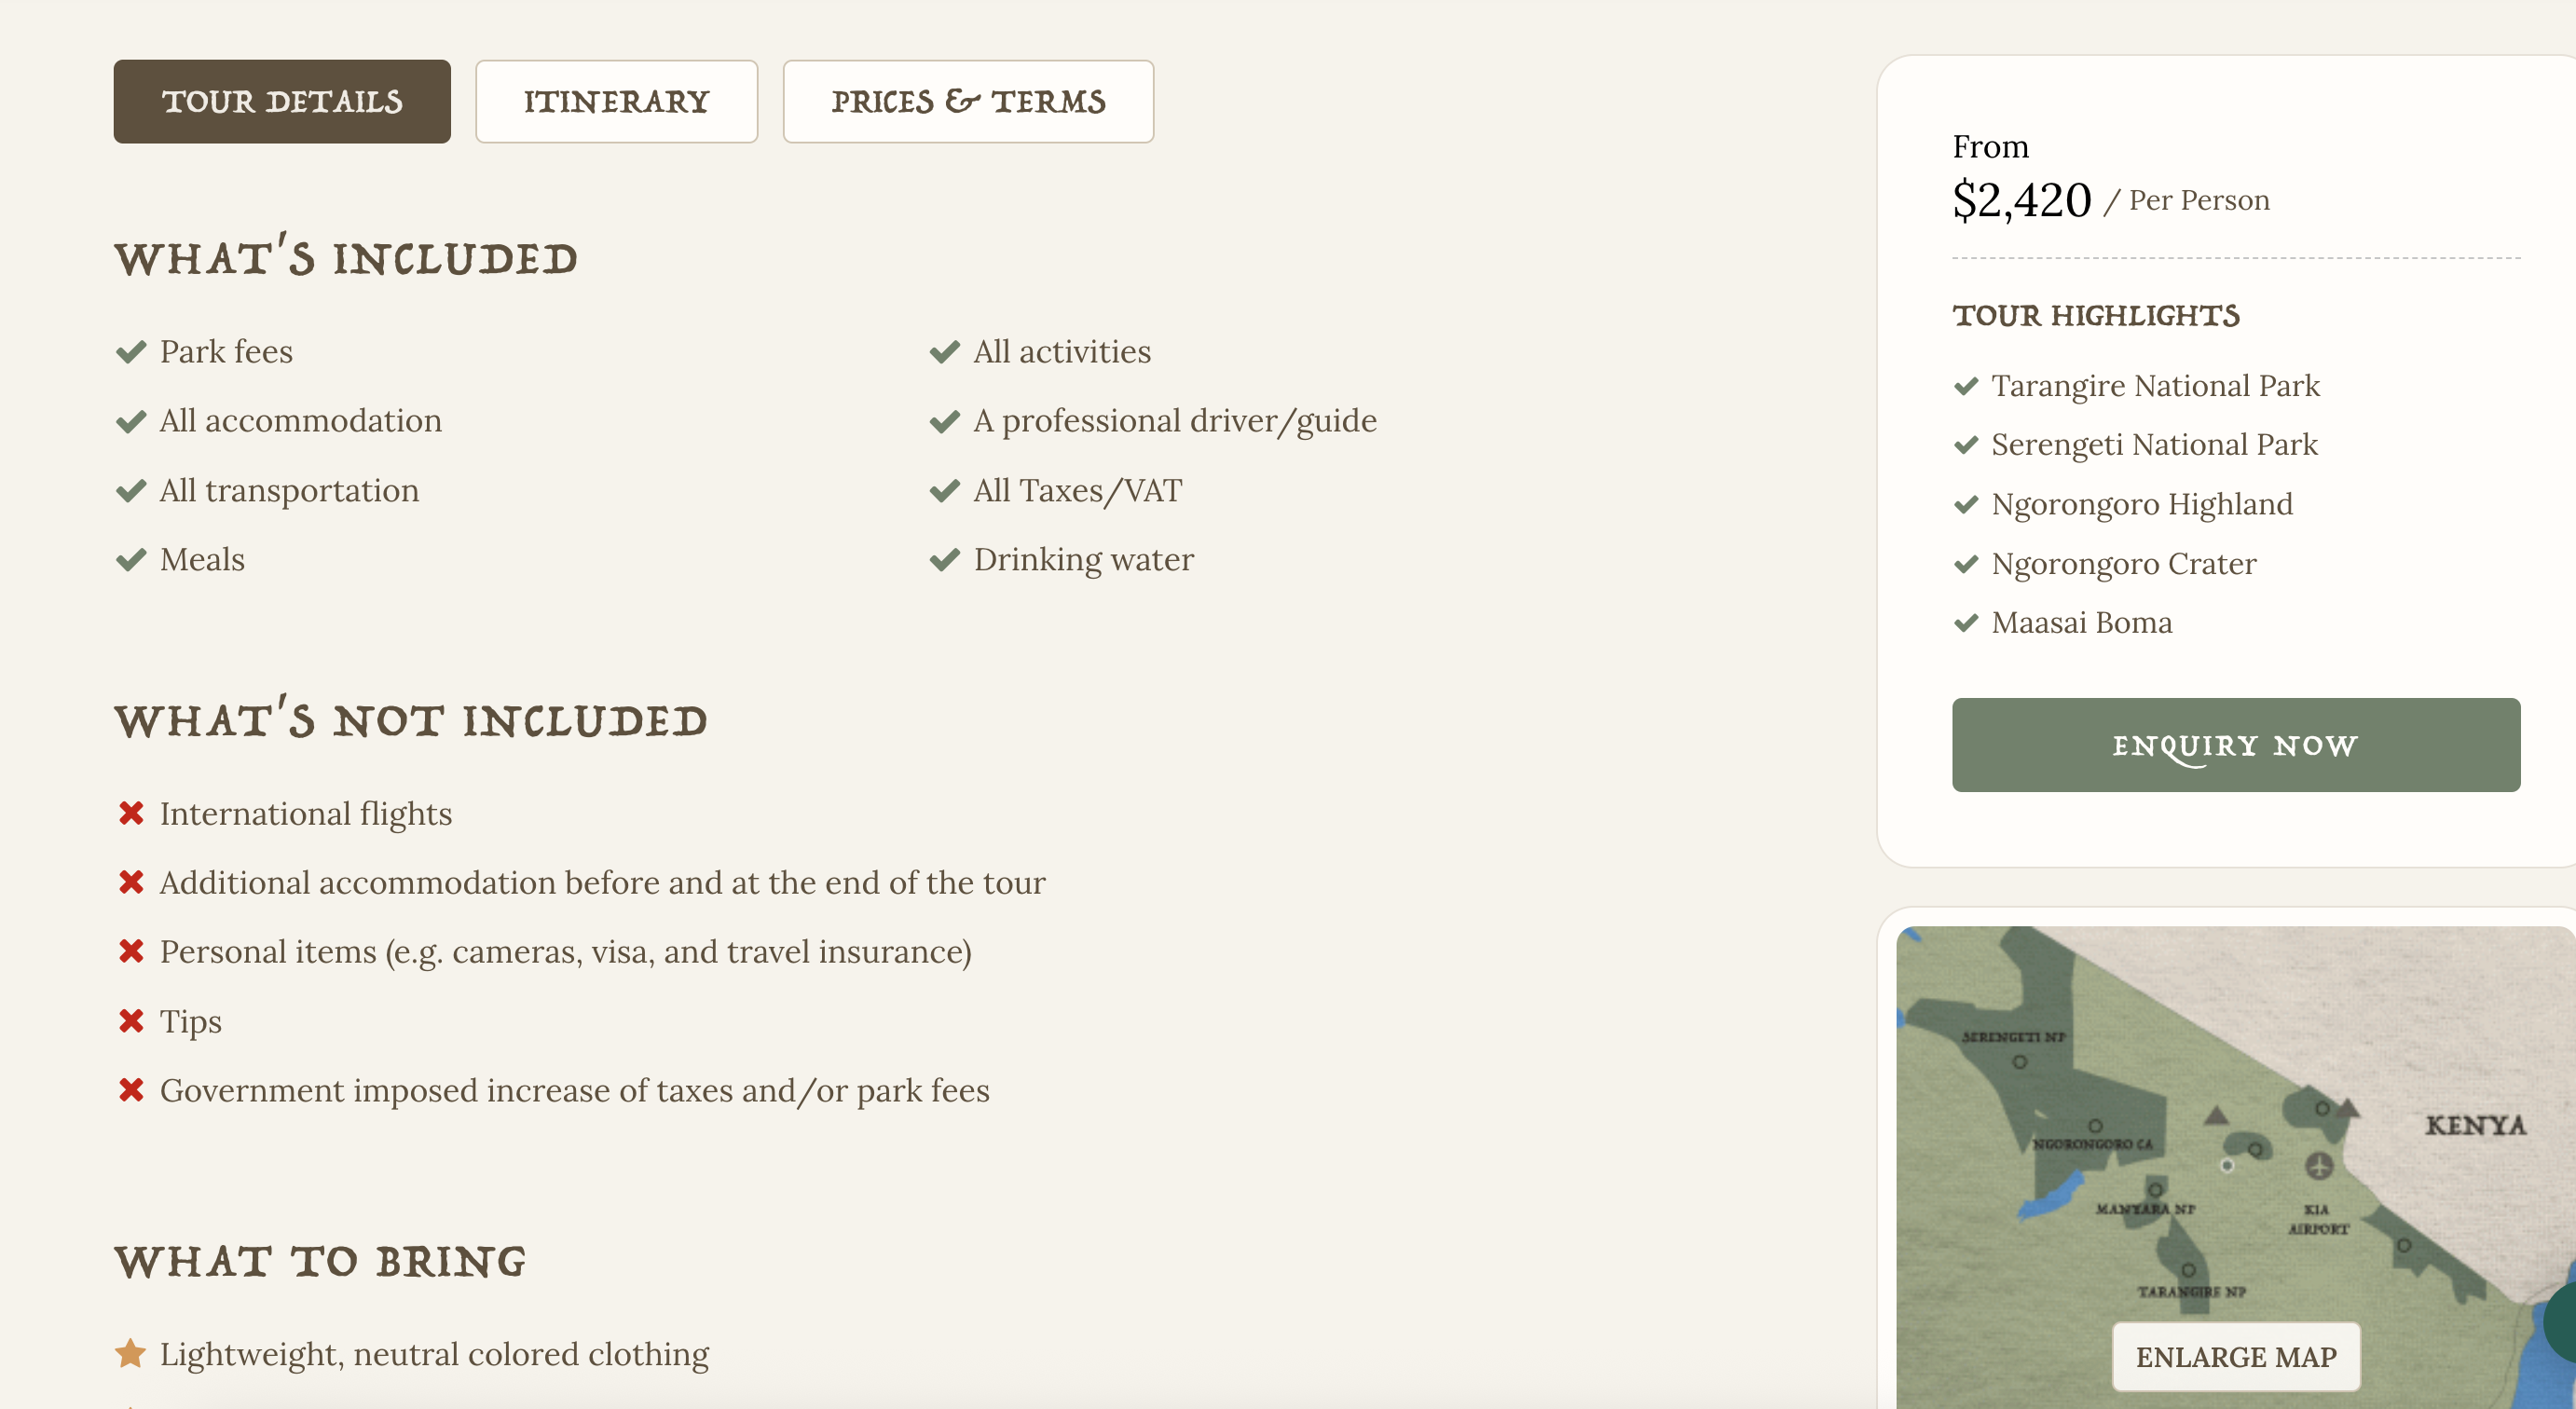 TOUR DETAILS
ITINERARY
PRICES & TERMS
WHAT'S INCLUDED
Park fees
All accommodation
All transportation
Meals
All activities
A professional driver/guide
All Taxes/VAT
Drinking water
WHAT'S NOT INCLUDED
International flights
Additional accommodation before and at the end of the tour
Personal items (e.g. cameras, visa, and travel insurance)
Tips
Government imposed increase of taxes and/or park fees
WHAT TO BRING
Lightweight, neutral colored clothing
From
$2,420 / Per Person
TOUR HIGHLIGHTS
Tarangire National Park
Serengeti National Park
Ngorongoro Highland
Ngorongoro Crater
Maasai Boma
ENQUIRY NOW
SERENGETI NP
KENYA
NGORONGORO CA
MANYARA NP
KIA
AIRPORT
TARANGIRE NP
ENLARGE MAP